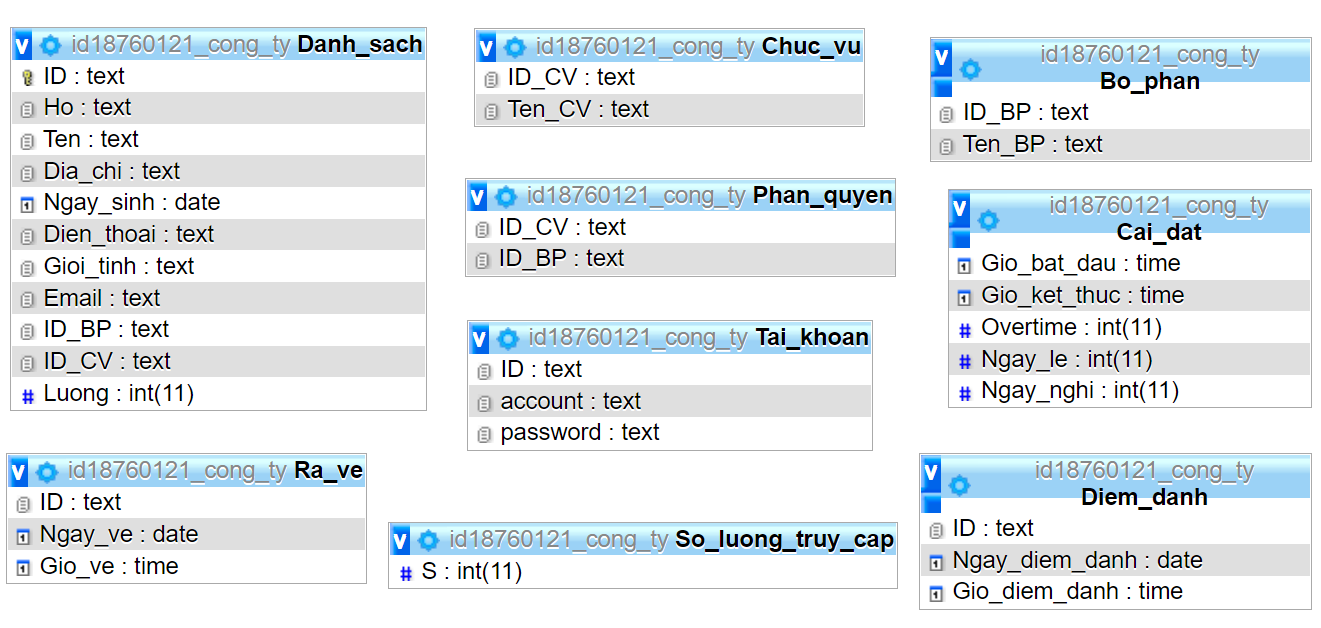 id18760121_cong_ty Danh_sach
ID : text
Ho : text
Ten : text
Dia_chi : text
Ngay_sinh : date
Dien_thoai : text
Gioi_tinh : text
Email : text
ID_BP : text
ID_CV : text
Luong : int(11)
id18760121_cong_ty Ra_ve
ID : text
Ngay_ve : date
Gio_ve : time
id18760121_cong_ty Chuc_vu
ID_CV : text
Ten_CV : text
id18760121_cong_ty Phan_quyen
ID_CV : text
ID_BP : text
id18760121_cong_ty Tai_khoan
ID : text
account : text
password : text
id18760121_cong_ty So_luong_truy_cap
S : int(11)
id18760121_cong_ty
Bo_phan
ID_BP : text
Ten_BP : text
id18760121_cong_ty
Cai_dat
Gio_bat_dau : time
Gio_ket_thuc : time
Overtime : int(11)
Ngay_le : int(11)
Ngay_nghi : int(11)
id18760121_cong_ty
Diem_danh
ID : text
Ngay_diem_danh : date
Gio_diem_danh : time